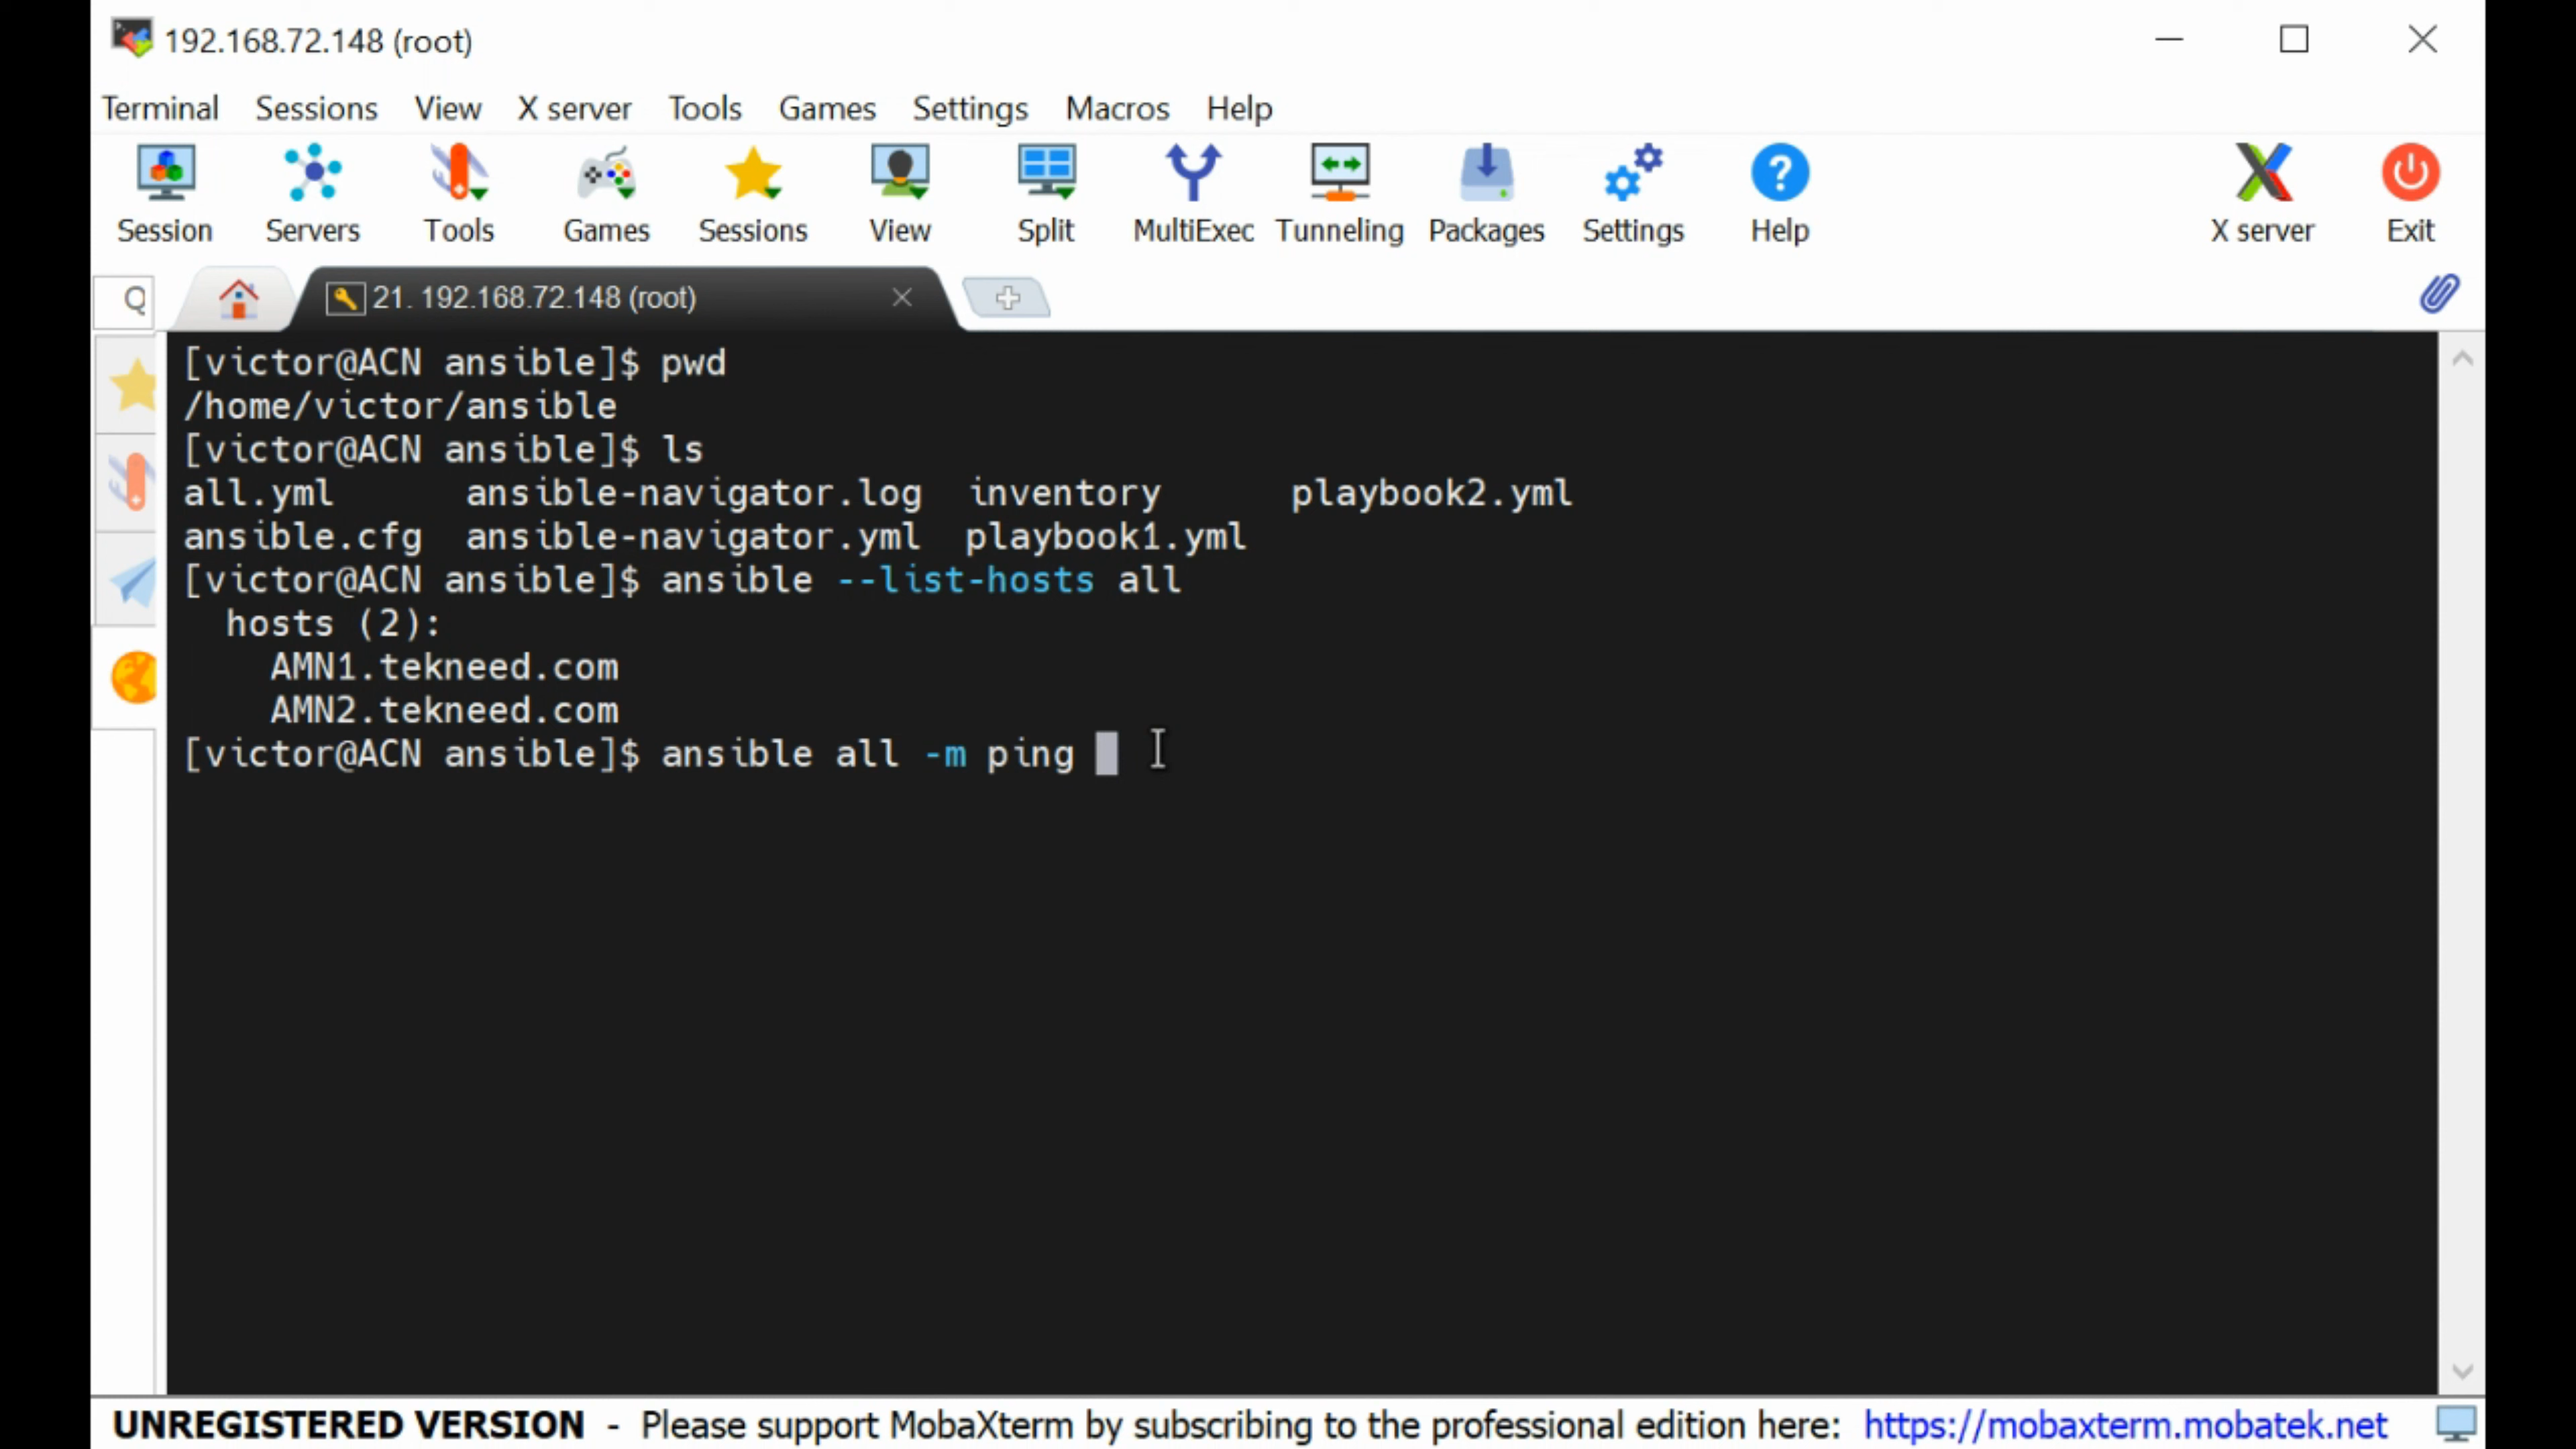 192.168.72.148 (root)
Terminal Sessions View X server Tools Games Settings Macros Help
Session Servers Tools Games Sessions View Split MultiExec Tunneling Packages Settings Help X server Exit
21. 192.168.72.148 (root)
[victor@ACN ansible]$ pwd
/home/victor/ansible
[victor@ACN ansible]$ ls
all.yml ansible-navigator.log inventory playbook2.yml
ansible.cfg ansible-navigator.yml playbook1.yml
[victor@ACN ansible]$ ansible --list-hosts all
hosts (2):
AMN1.tekneed.com
AMN2.tekneed.com
[victor@ACN ansible]$ ansible all -m ping
UNREGISTERED VERSION - Please support MobaXterm by subscribing to the professional edition here: https://mobaxterm.mobatek.net